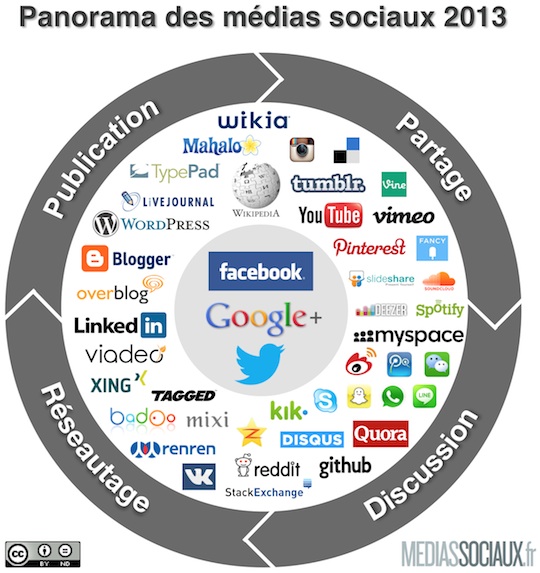 Panorama des médias sociaux 2013
Publication
Partage
Réseautage
Discussion
wikia
Mahalo
TypePad
WIKIPEDIA
tumblr.
Vine
LIVEJOURNAL
WORDPRESS
YouTube
vimeo
Blogger
facebook
Pinterest
FANCY
overblog
slideshare
SOUNDCLOUD
Google+
DEEZER
Spotify
LinkedIn
myspace
viadeo
XING
TAGGED
kik
LINE
badoo
mixi
DISQUS
Quora
renren
reddit
github
StackExchange
cc
BY ND
MEDIASSOCIAUX.fr